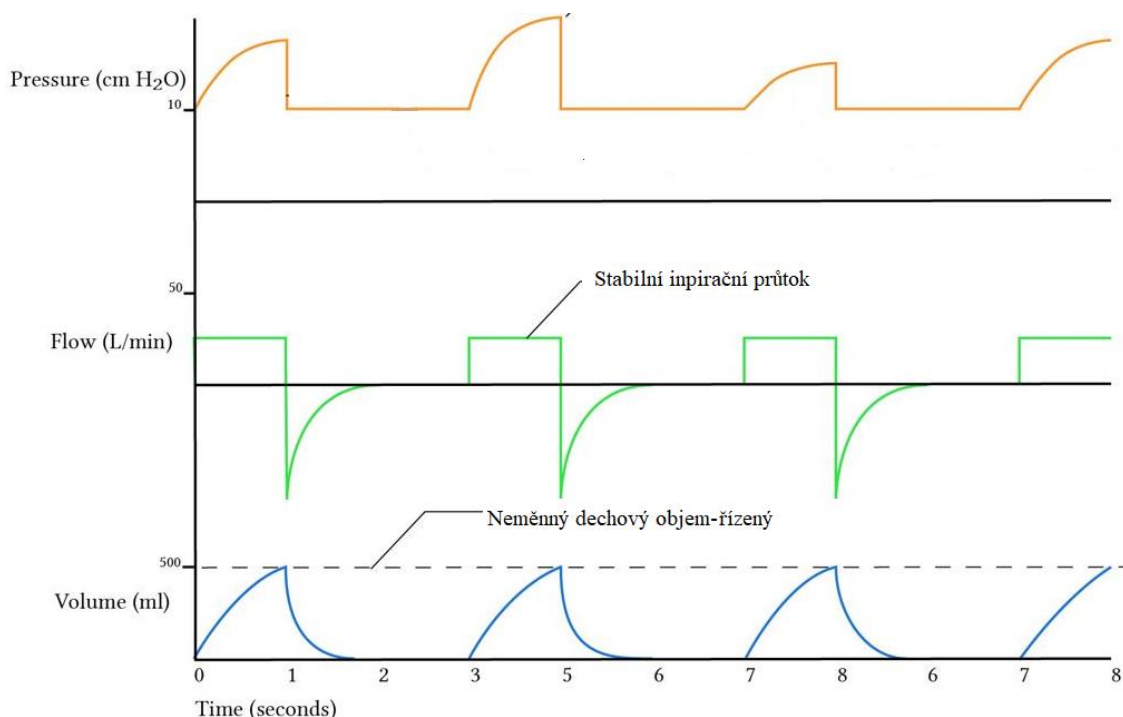 Pressure (cm H2O)
10
Stabilní inpirační průtok
50
Flow (L/min)
Neměnný dechový objem-řízený
500
Volume (ml)
0 1 2 3 5 7 8 6 7 8
Time (seconds)